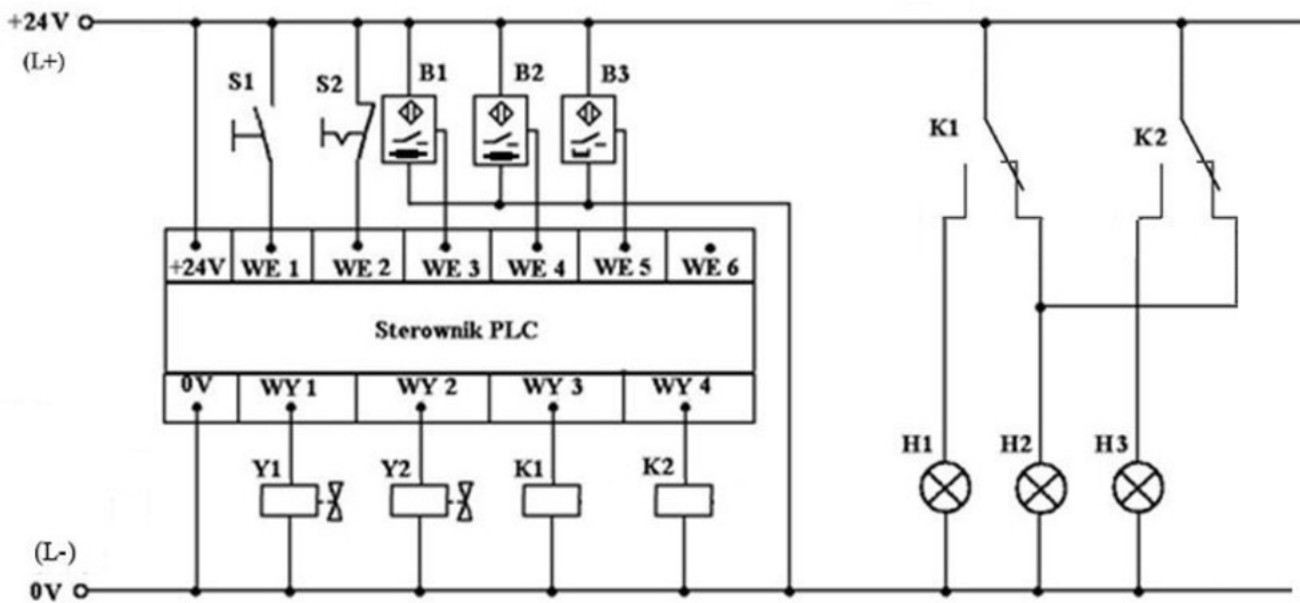 +24V
(L+)
S1 S2 B1 B2 B3
K1 K2
+24V WE 1 WE 2 WE 3 WE 4 WE 5 WE 6
Sterownik PLC
0V WY 1 WY 2 WY 3 WY 4
Y1 Y2 K1 K2
H1 H2 H3
(L-)
0V